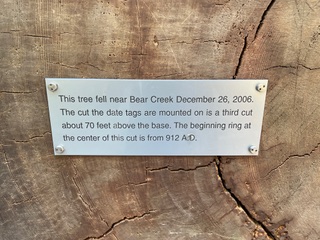 This tree fell near Bear Creek December 26, 2006.
The cut the date tags are mounted on is a third cut
about 70 feet above the base. The beginning ring at
the center of this cut is from 912 A.D.